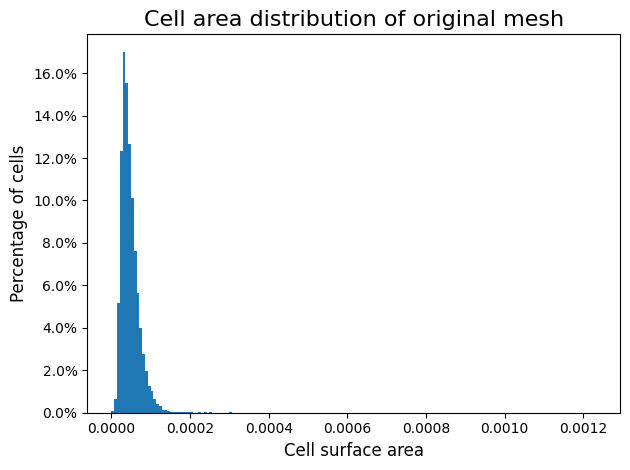 Cell area distribution of original mesh
Percentage of cells
16.0%
14.0%
12.0%
10.0%
8.0%
6.0%
4.0%
2.0%
0.0%
0.0000 0.0002 0.0004 0.0006 0.0008 0.0010 0.0012
Cell surface area